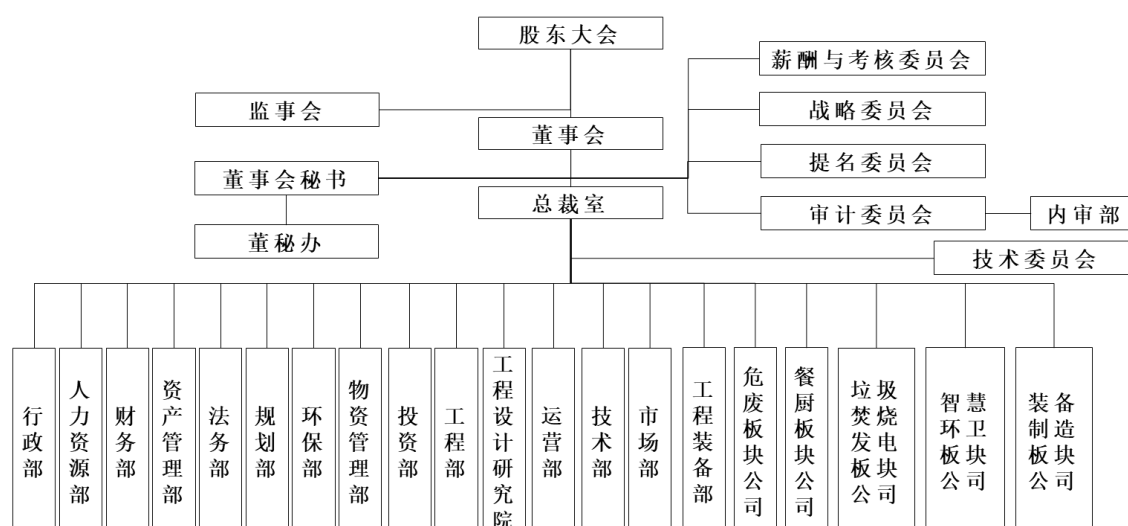 股东大会
薪酬与考核委员会
监事会
战略委员会
董事会
提名委员会
董事会秘书
总裁室
审计委员会
内审部
董秘办
技术委员会
行政部
人力资源部
财务部
资产管理部
法务部
规划部
环保部
物资管理部
投资部
工程部
工程设计研究院
运营部
技术部
市场部
工程装备部
危废板块公司
餐厨板块公司
垃圾
焚烧
发电
板块
公司
智慧
环卫
板块
公司
装备
制造
板块
公司